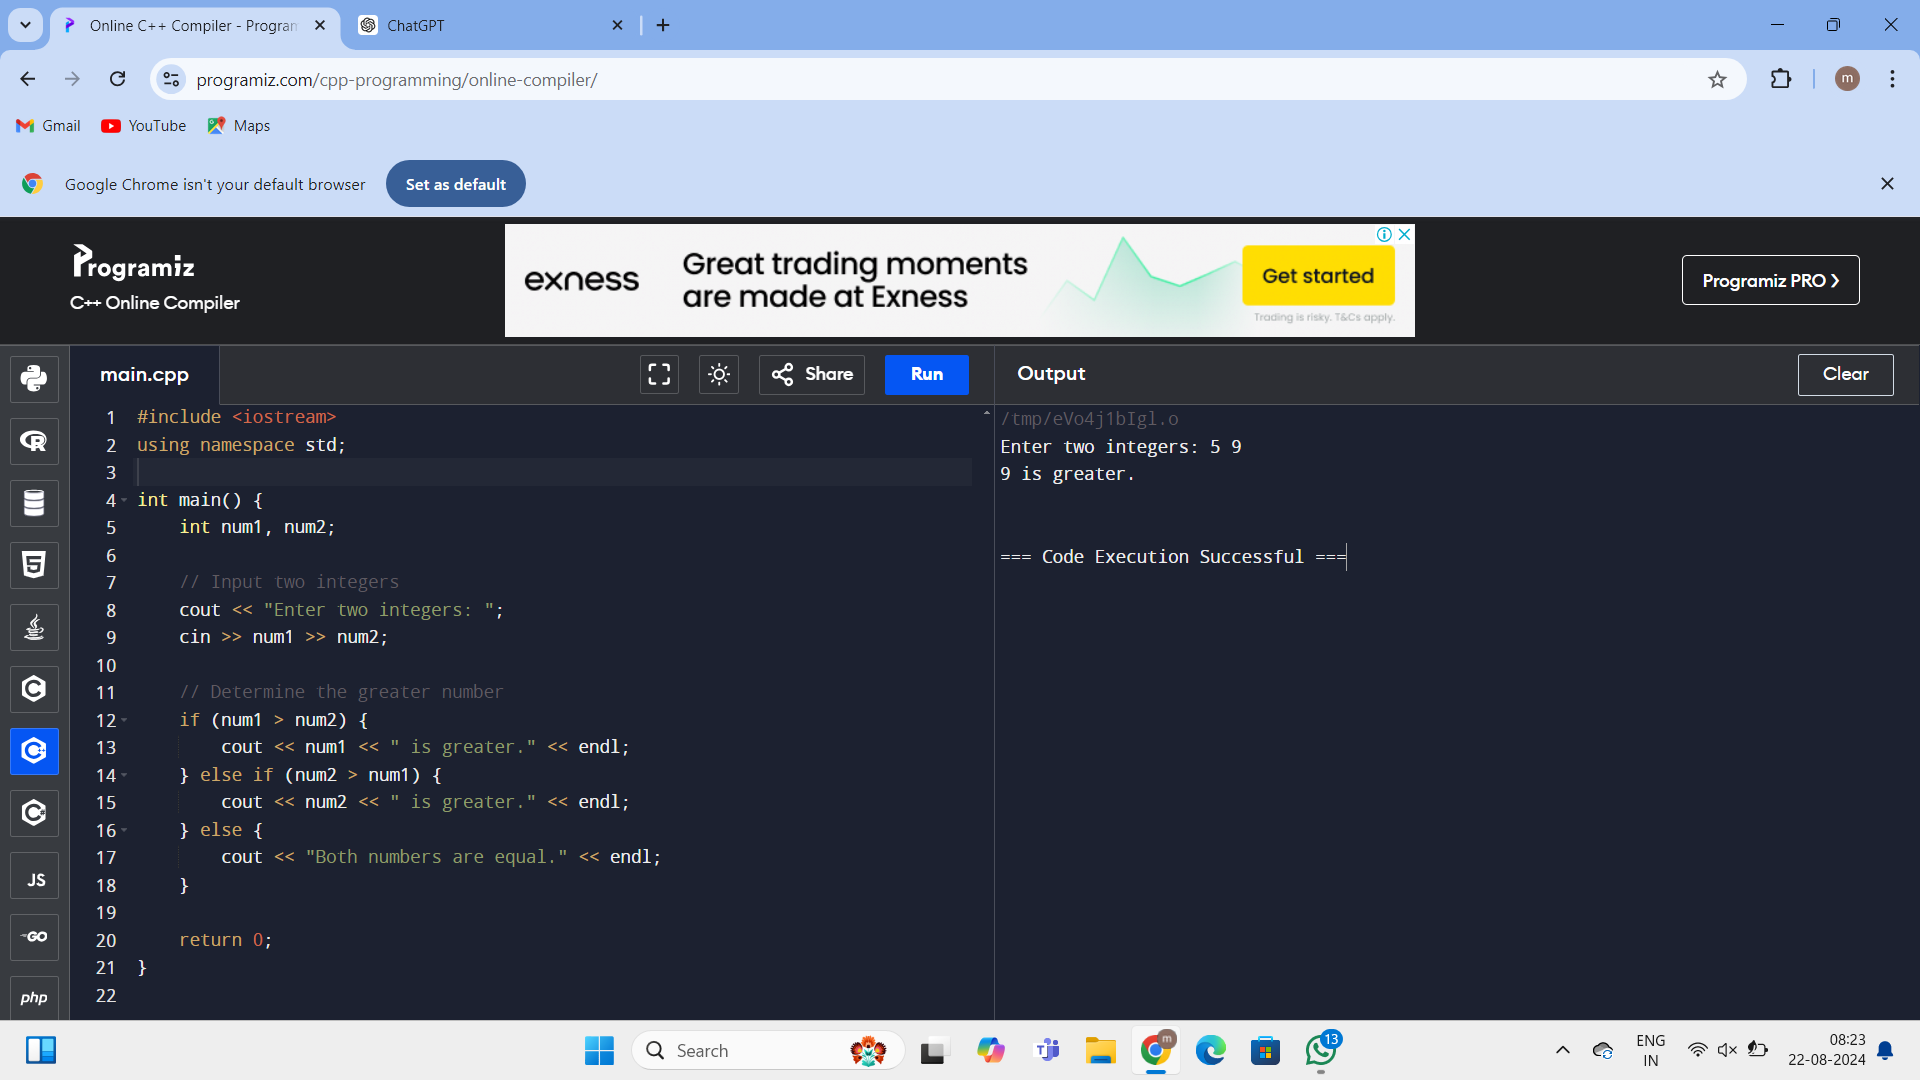 Online C++ Compiler - Program
ChatGPT
programiz.com/cpp-programming/online-compiler/
m
Gmail
YouTube
Maps
Google Chrome isn't your default browser
Set as default
Programiz
C++ Online Compiler
exness
Great trading moments
are made at Exness
Get started
Trading is risky. T&Cs apply.
Programiz PRO ❯
main.cpp
Share
Run
Output
Clear
1 #include <iostream>
2 using namespace std;
3
4 int main() {
5     int num1, num2;
6
7     // Input two integers
8     cout << "Enter two integers: ";
9     cin >> num1 >> num2;
10
11     // Determine the greater number
12     if (num1 > num2) {
13         cout << num1 << " is greater." << endl;
14     } else if (num2 > num1) {
15         cout << num2 << " is greater." << endl;
16     } else {
17         cout << "Both numbers are equal." << endl;
18     }
19
20     return 0;
21 }
22
/tmp/eVo4j1bIgl.o
Enter two integers: 5 9
9 is greater.
=== Code Execution Successful ===
R
5
C
C
C
JS
GO
php
Search
m
13
ENG
IN
08:23
22-08-2024